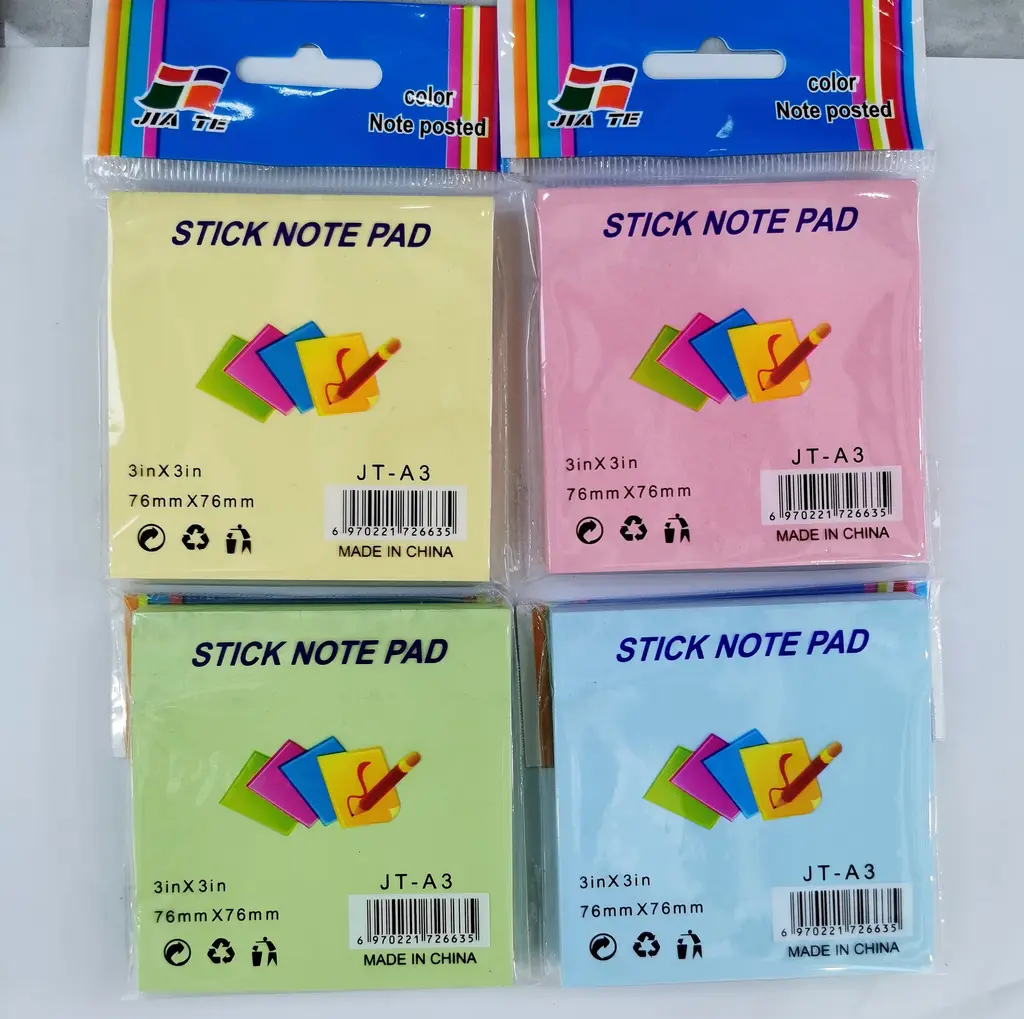 JIA TE
color
Note posted
STICK NOTE PAD
3inX3in
76mmX76mm
JT-A3
6 970221 726635
MADE IN CHINA
JIA TE
color
Note posted
STICK NOTE PAD
3inX3in
76mmX76mm
JT-A3
6 970221 726635
MADE IN CHINA
STICK NOTE PAD
3inX3in
76mmX76mm
JT-A3
6 970221 726635
MADE IN CHINA
STICK NOTE PAD
3inX3in
76mmX76mm
JT-A3
6 970221 726635
MADE IN CHINA